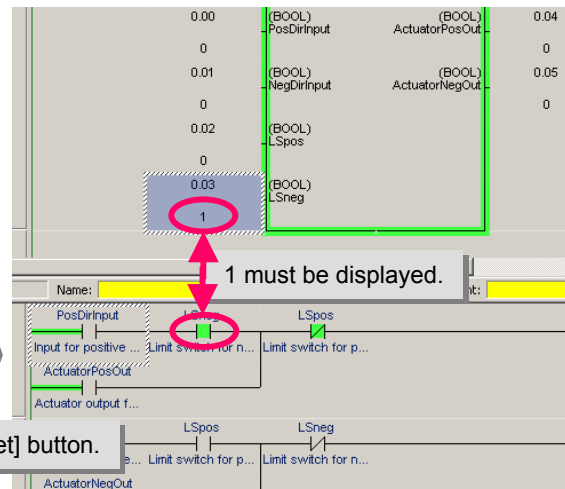 0.00 (BOOL) (BOOL) 0.04
PosDirInput ActuatorPosOut
0 0
0.01 (BOOL) (BOOL) 0.05
NegDirInput ActuatorNegOut
0 0
0.02 (BOOL)
LSpos
0
0.03 (BOOL)
LSneg
1
1 must be displayed.
Name:
PosDirInput LSneg LSpos
Input for positive ... Limit switch for n... Limit switch for p...
ActuatorPosOut
Actuator output f...
et] button.
LSpos LSneg
e... Limit switch for p... Limit switch for n...
ActuatorNegOut